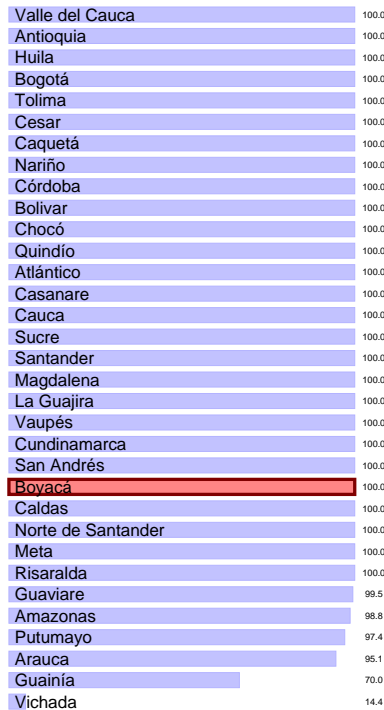 Valle del Cauca 100.0
Antioquia 100.0
Huila 100.0
Bogotá 100.0
Tolima 100.0
Cesar 100.0
Caquetá 100.0
Nariño 100.0
Córdoba 100.0
Bolivar 100.0
Chocó 100.0
Quindío 100.0
Atlántico 100.0
Casanare 100.0
Cauca 100.0
Sucre 100.0
Santander 100.0
Magdalena 100.0
La Guajira 100.0
Vaupés 100.0
Cundinamarca 100.0
San Andrés 100.0
Boyacá 100.0
Caldas 100.0
Norte de Santander 100.0
Meta 100.0
Risaralda 100.0
Guaviare 99.5
Amazonas 98.8
Putumayo 97.4
Arauca 95.1
Guainía 70.0
Vichada 14.4